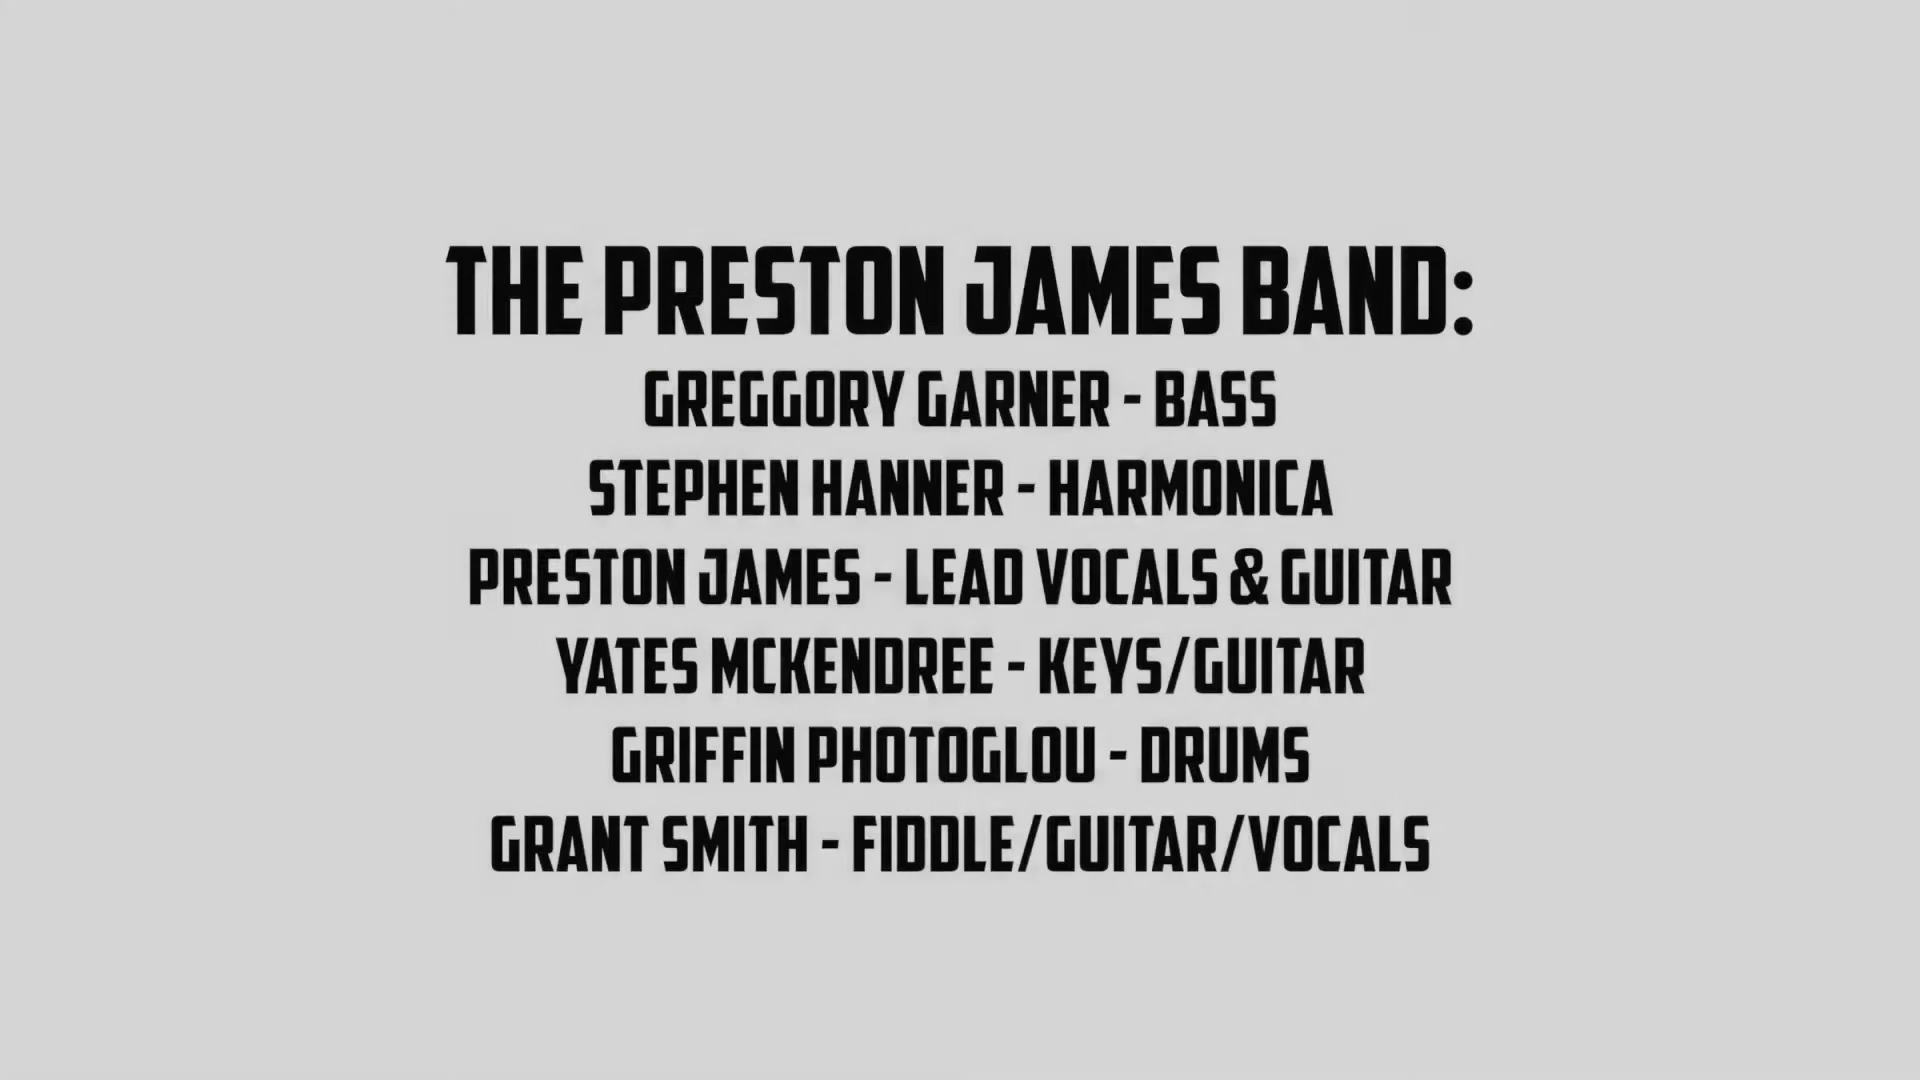 THE PRESTON JAMES BAND:
GREGGORY GARNER - BASS
STEPHEN HANNER - HARMONICA
PRESTON JAMES - LEAD VOCALS & GUITAR
YATES MCKENDREE - KEYS/GUITAR
GRIFFIN PHOTOGLOU - DRUMS
GRANT SMITH - FIDDLE/GUITAR/VOCALS